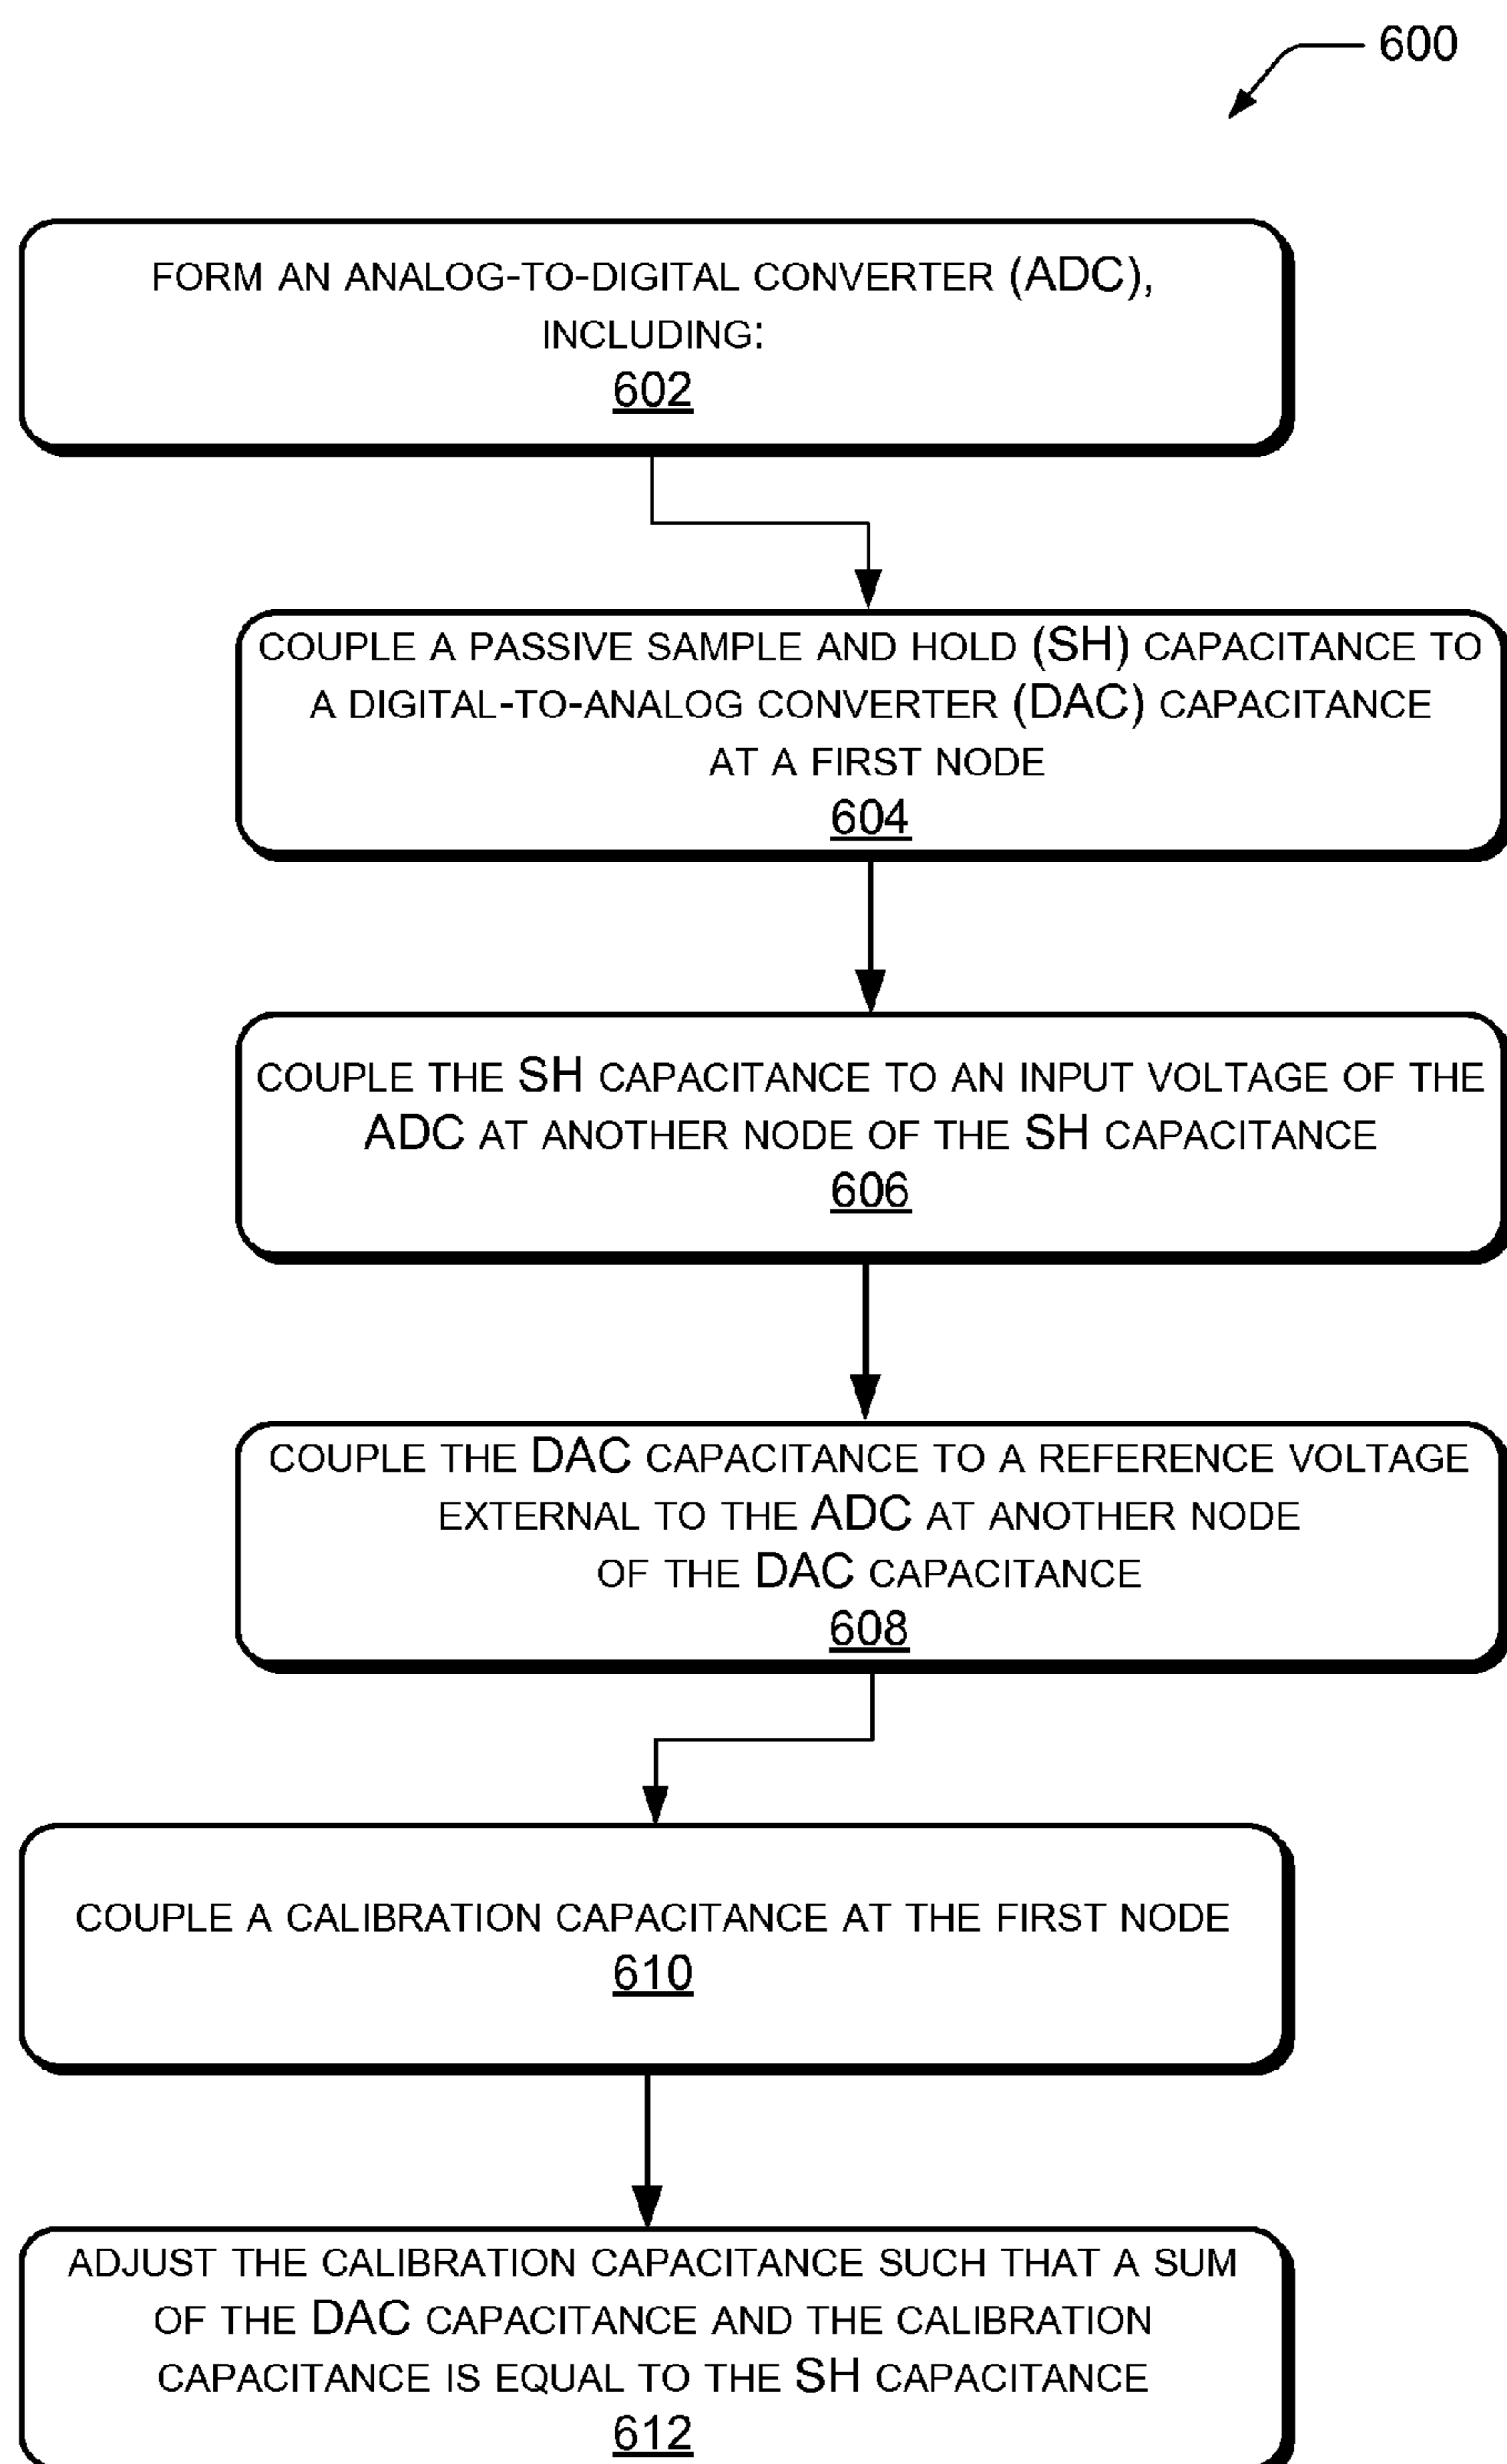 600
FORM AN ANALOG-TO-DIGITAL CONVERTER (ADC),
INCLUDING:
602
COUPLE A PASSIVE SAMPLE AND HOLD (SH) CAPACITANCE TO
A DIGITAL-TO-ANALOG CONVERTER (DAC) CAPACITANCE
AT A FIRST NODE
604
COUPLE THE SH CAPACITANCE TO AN INPUT VOLTAGE OF THE
ADC AT ANOTHER NODE OF THE SH CAPACITANCE
606
COUPLE THE DAC CAPACITANCE TO A REFERENCE VOLTAGE
EXTERNAL TO THE ADC AT ANOTHER NODE
OF THE DAC CAPACITANCE
608
COUPLE A CALIBRATION CAPACITANCE AT THE FIRST NODE
610
ADJUST THE CALIBRATION CAPACITANCE SUCH THAT A SUM
OF THE DAC CAPACITANCE AND THE CALIBRATION
CAPACITANCE IS EQUAL TO THE SH CAPACITANCE
612